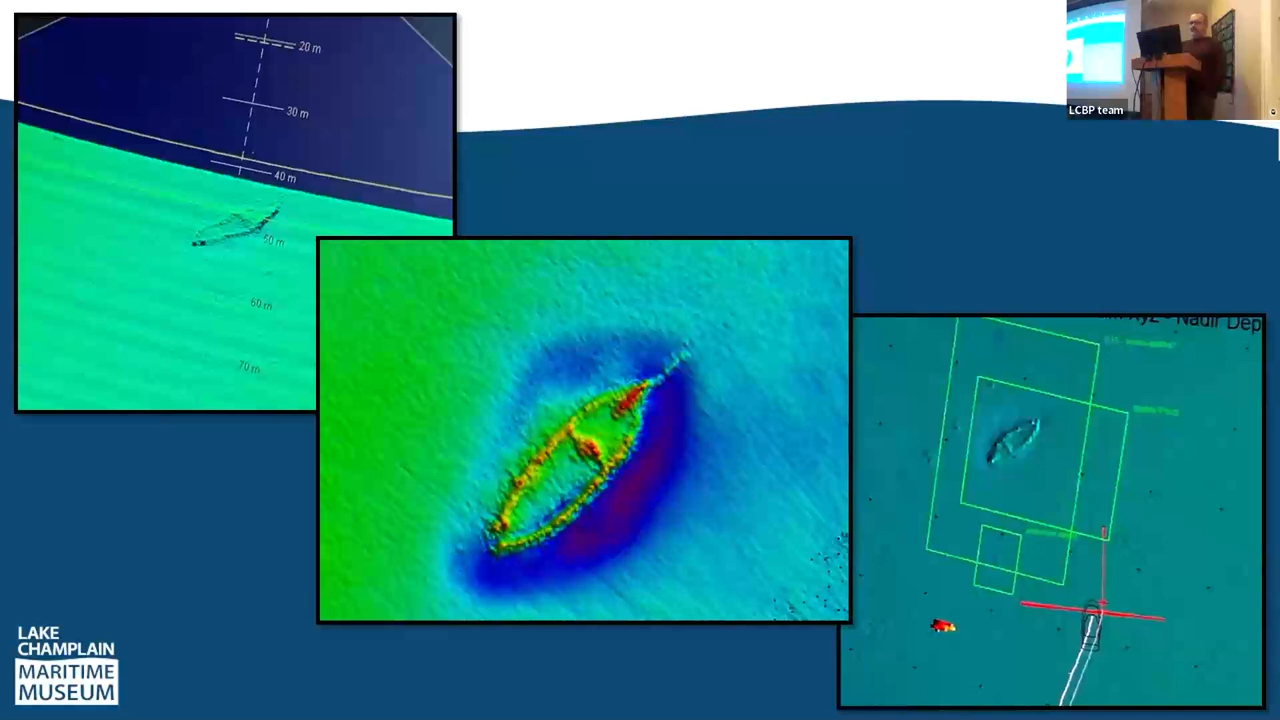 20 m
30 m
40 m
50 m
60 m
70 m
Nadir Dep
LCBP team
LAKE
CHAMPLAIN
MARITIME
MUSEUM